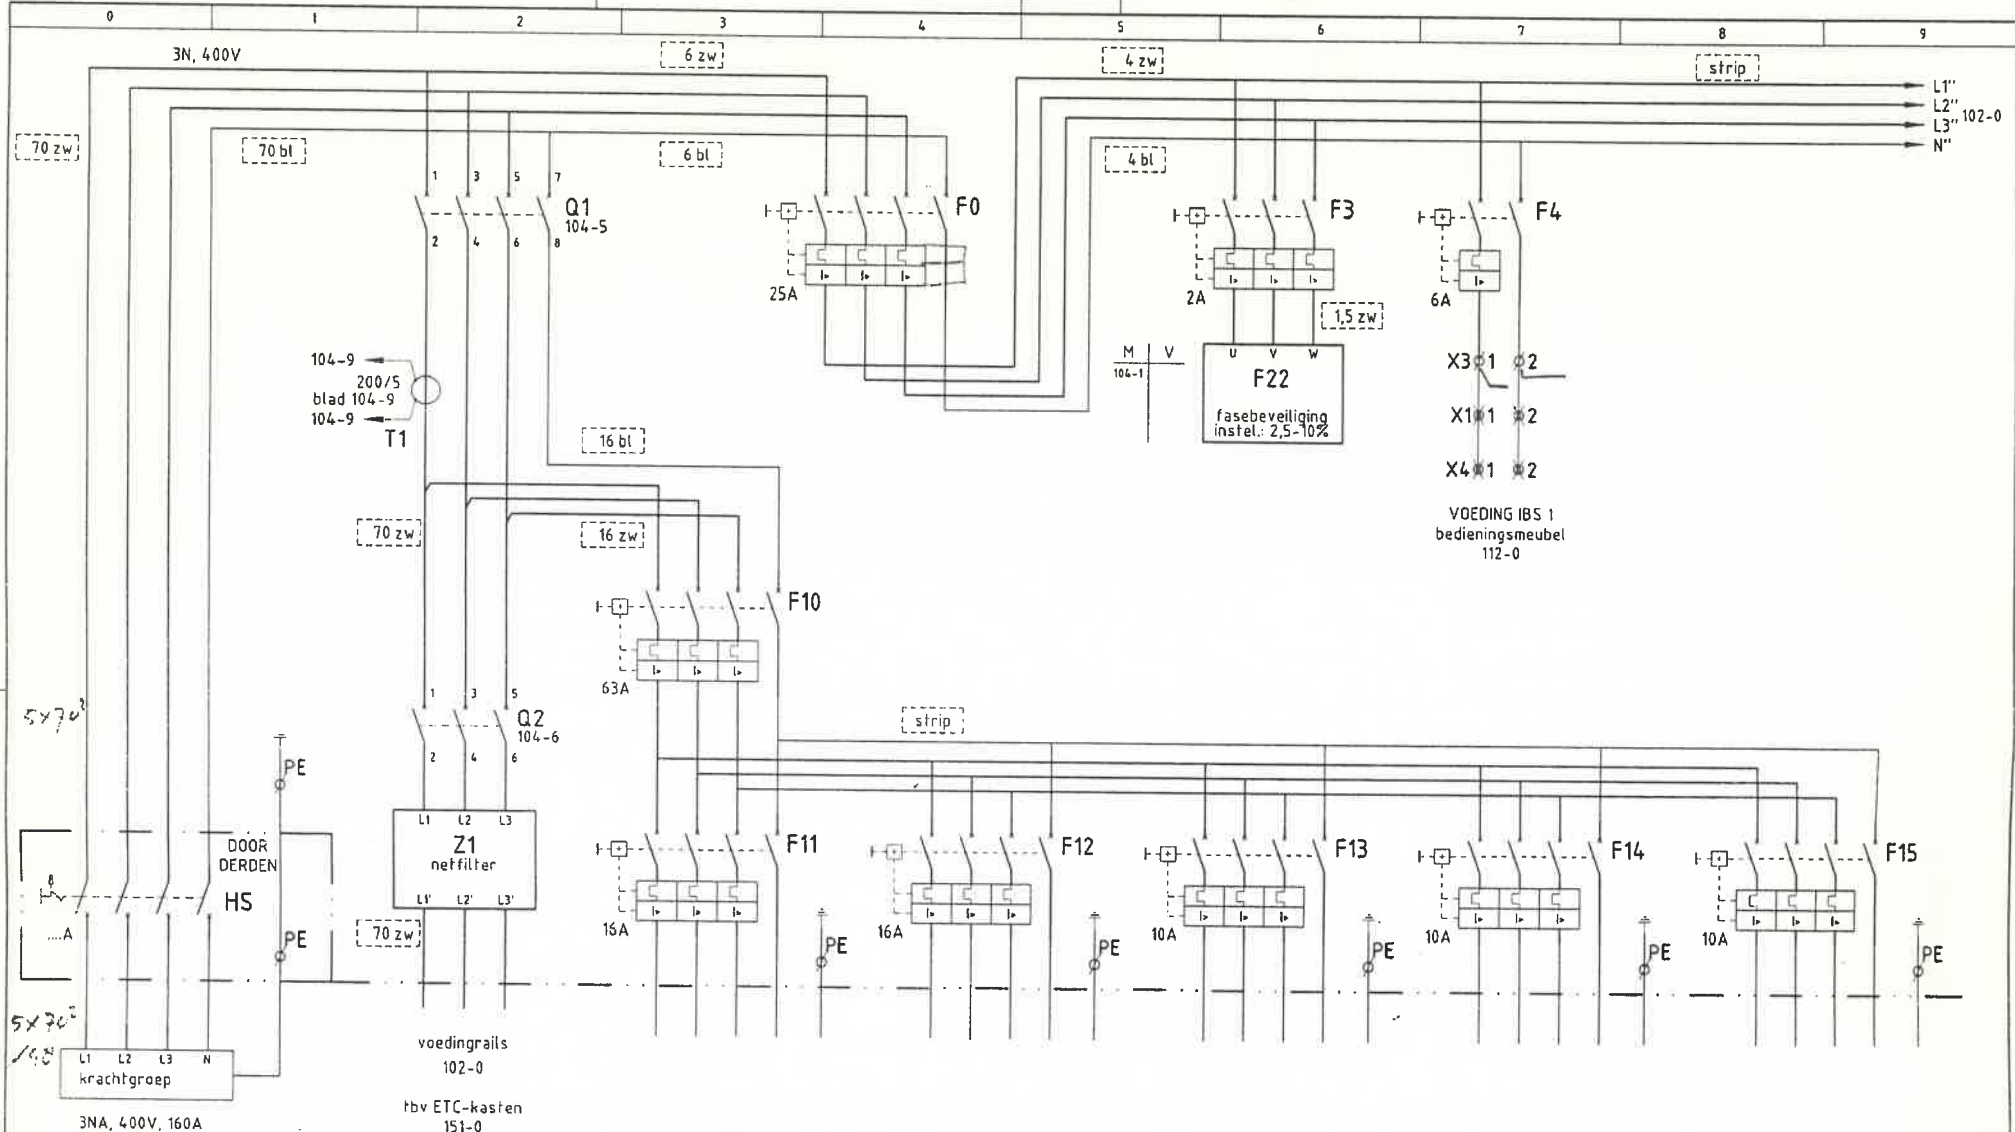 0 1 2 3 4 5 6 7 8 9
3N, 400V
6 zw
4 zw
strip
L1"
L2"
102-0
L3"
N"
70 zw
70 bl
6 bl
4 bl
1 3 5 7
Q1
104-5
2 4 6 8
F0
25A
F3
2A
F4
6A
1,5 zw
104-9
200/5
blad 104-9
104-9
T1
M V
104-1
U V W
F22
fasebeveiliging
instel.: 2,5-10%
X3 1 2
X1 1 2
X4 1 2
VOEDING IBS 1
bedieningsmeubel
112-0
16 bl
70 zw
16 zw
F10
63A
5x70²
1 3 5
Q2
104-6
2 4 6
strip
PE
DOOR
DERDEN
HS
....A
PE
L1 L2 L3
Z1
netfilter
L1' L2' L3'
70 zw
F11
16A
PE
F12
16A
PE
F13
10A
PE
F14
10A
PE
F15
10A
PE
5x70²
L1 L2 L3 N
krachtgroep
3NA, 400V, 160A
voedingrails
102-0
tbv ETC-kasten
151-0